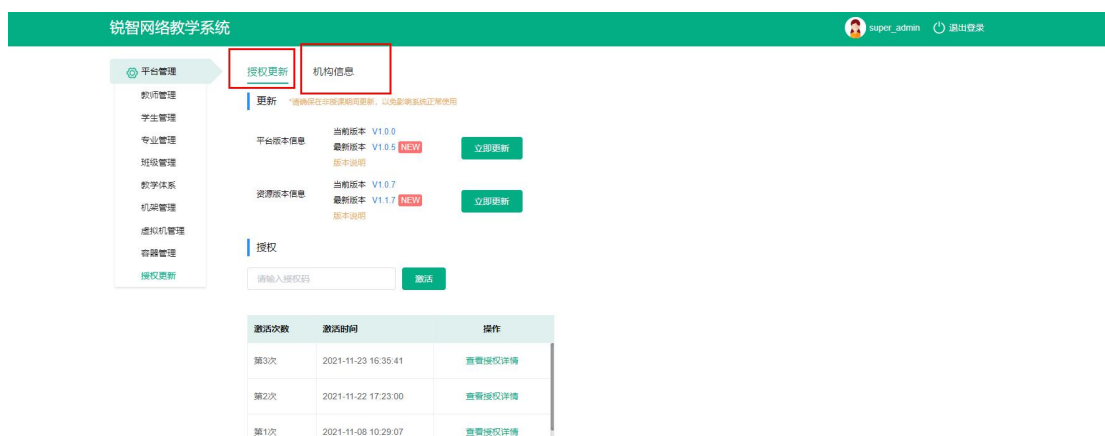 锐智网络教学系统
super_admin 退出登录
平台管理
教师管理
学生管理
专业管理
班级管理
教学体系
机架管理
虚拟机管理
容器管理
授权更新
授权更新 机构信息
更新 *请确保在非授课期间更新，以免影响系统正常使用
平台版本信息
当前版本 V1.0.0
最新版本 V1.0.5 NEW
版本说明
立即更新
资源版本信息
当前版本 V1.0.7
最新版本 V1.1.7 NEW
版本说明
立即更新
授权
请输入授权码 激活
激活次数 激活时间 操作
第3次 2021-11-23 16:35:41 查看授权详情
第2次 2021-11-22 17:23:00 查看授权详情
第1次 2021-11-08 10:29:07 查看授权详情